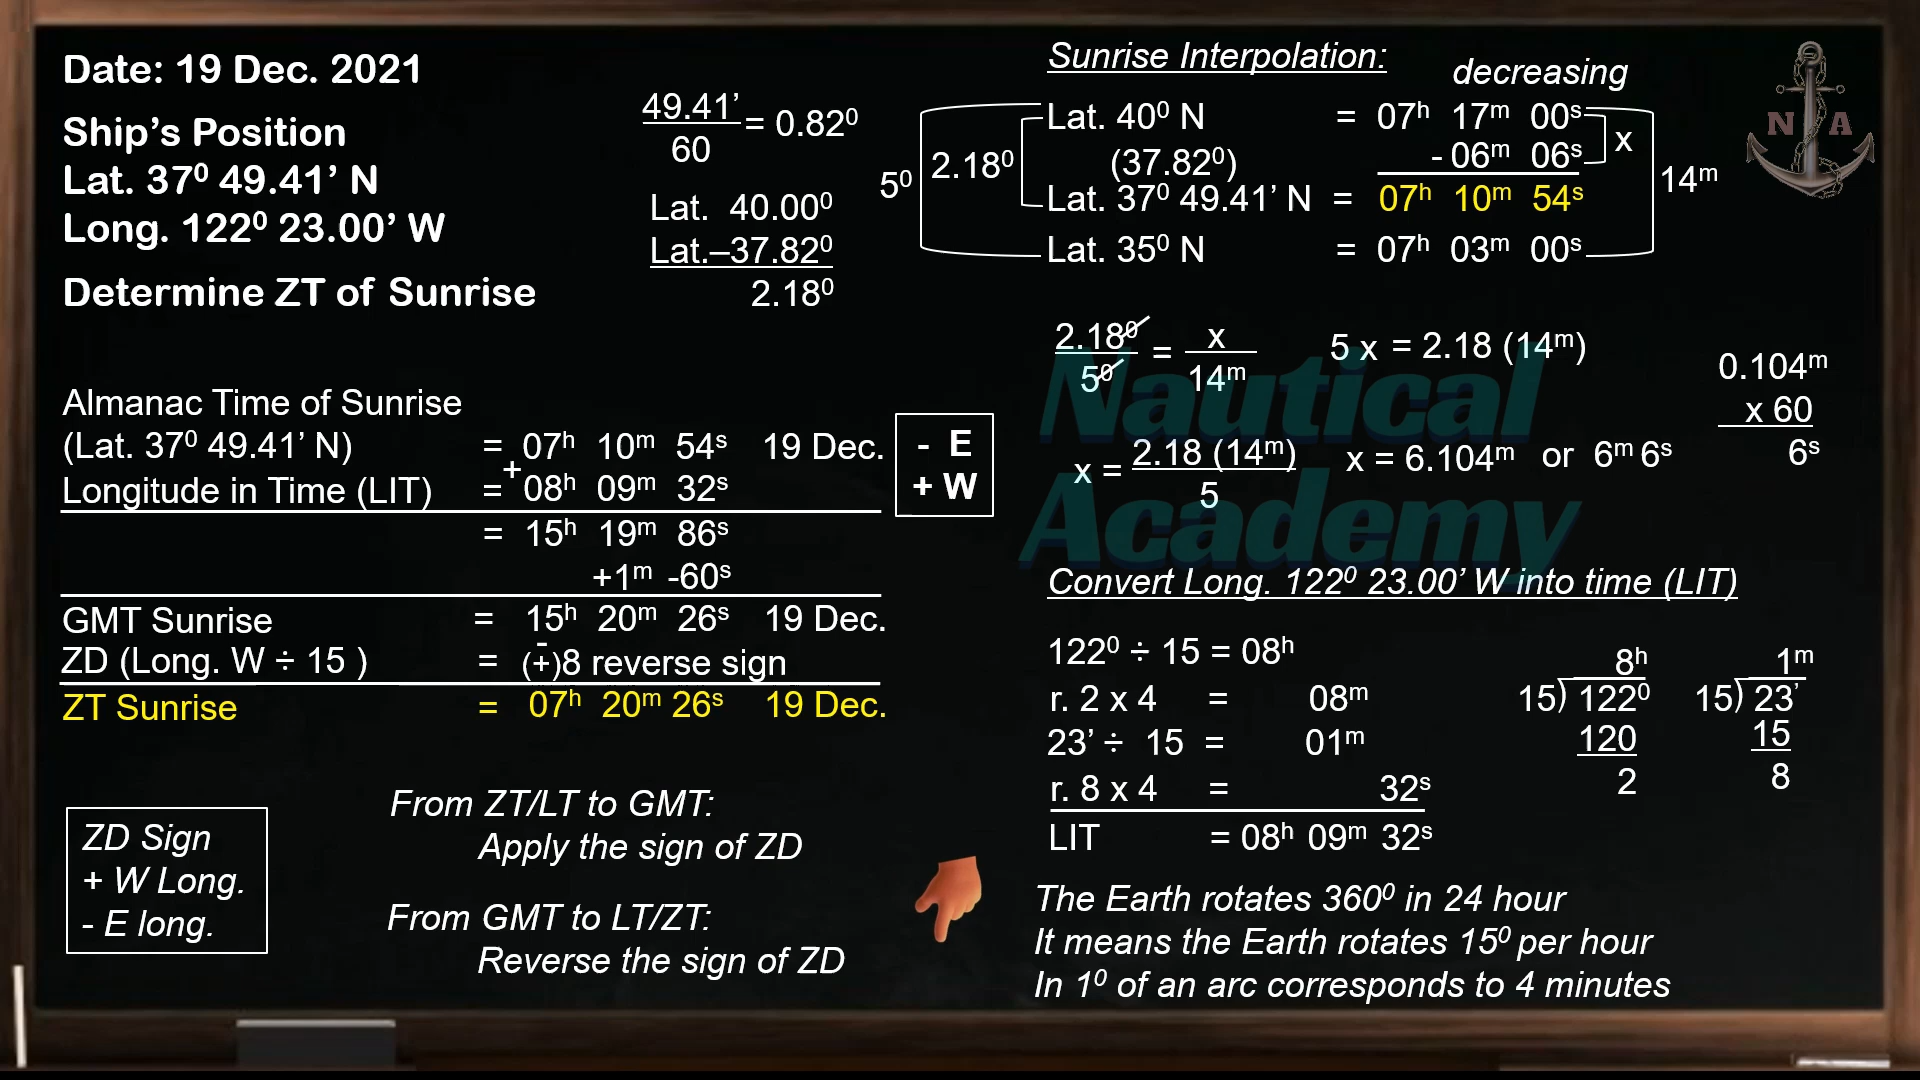 Date: 19 Dec. 2021
Ship’s Position
Lat. 37⁰ 49.41’ N
Long. 122⁰ 23.00’ W
Determine ZT of Sunrise
49.41’
60
= 0.82⁰
Lat. 40.00⁰
Lat.–37.82⁰
2.18⁰
Sunrise Interpolation:
decreasing
Lat. 40⁰ N = 07ʰ 17ᵐ 00ˢ
(37.82⁰) - 06ᵐ 06ˢ
x
5⁰
2.18⁰
14ᵐ
Lat. 37⁰ 49.41’ N = 07ʰ 10ᵐ 54ˢ
Lat. 35⁰ N = 07ʰ 03ᵐ 00ˢ
N A
2.18⁰
5⁰
=
x
14ᵐ
5 x = 2.18 (14ᵐ)
x =
2.18 (14ᵐ)
5
x = 6.104ᵐ or 6ᵐ 6ˢ
0.104ᵐ
x 60
6ˢ
Nautical
Academy
Almanac Time of Sunrise
(Lat. 37⁰ 49.41’ N) = 07ʰ 10ᵐ 54ˢ 19 Dec.
Longitude in Time (LIT) = + 08ʰ 09ᵐ 32ˢ
= 15ʰ 19ᵐ 86ˢ
+1ᵐ -60ˢ
GMT Sunrise = 15ʰ 20ᵐ 26ˢ 19 Dec.
-
ZD (Long. W ÷ 15 ) = (+)8 reverse sign
ZT Sunrise = 07ʰ 20ᵐ 26ˢ 19 Dec.
- E
+ W
Convert Long. 122⁰ 23.00’ W into time (LIT)
122⁰ ÷ 15 = 08ʰ
r. 2 x 4 = 08ᵐ
23’ ÷ 15 = 01ᵐ
r. 8 x 4 = 32ˢ
LIT = 08ʰ 09ᵐ 32ˢ
8ʰ
15) 122⁰
120
2
1ᵐ
15) 23’
15
8
ZD Sign
+ W Long.
- E long.
From ZT/LT to GMT:
Apply the sign of ZD
From GMT to LT/ZT:
Reverse the sign of ZD
The Earth rotates 360⁰ in 24 hour
It means the Earth rotates 15⁰ per hour
In 1⁰ of an arc corresponds to 4 minutes